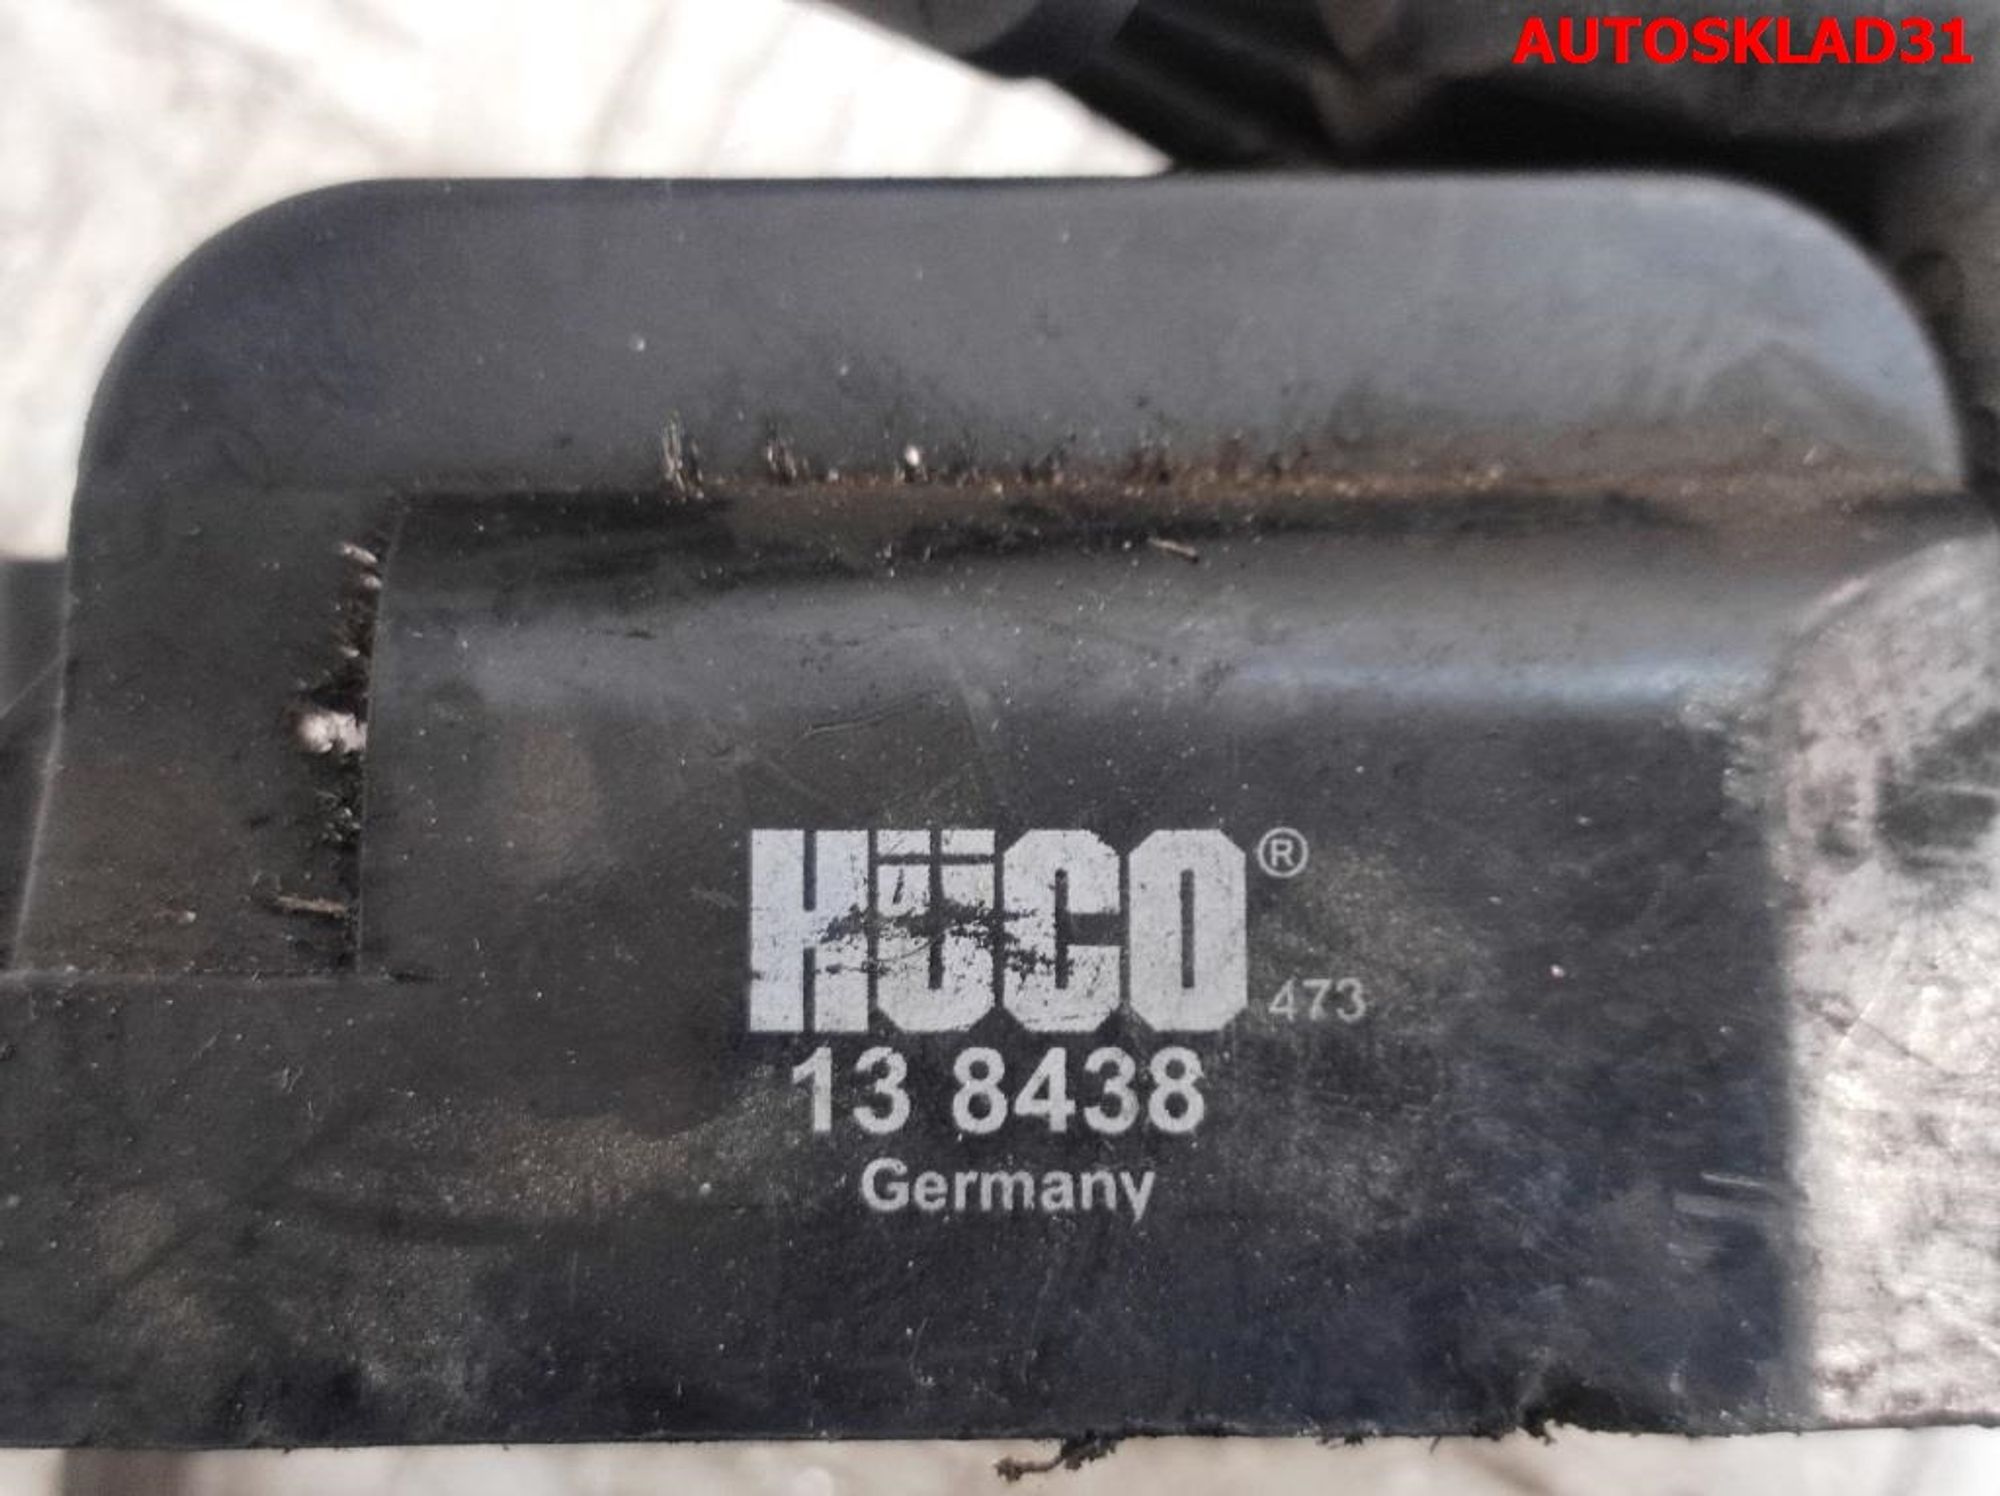 AUTOSKLAD31
HÜCO®
473
13 8438
Germany